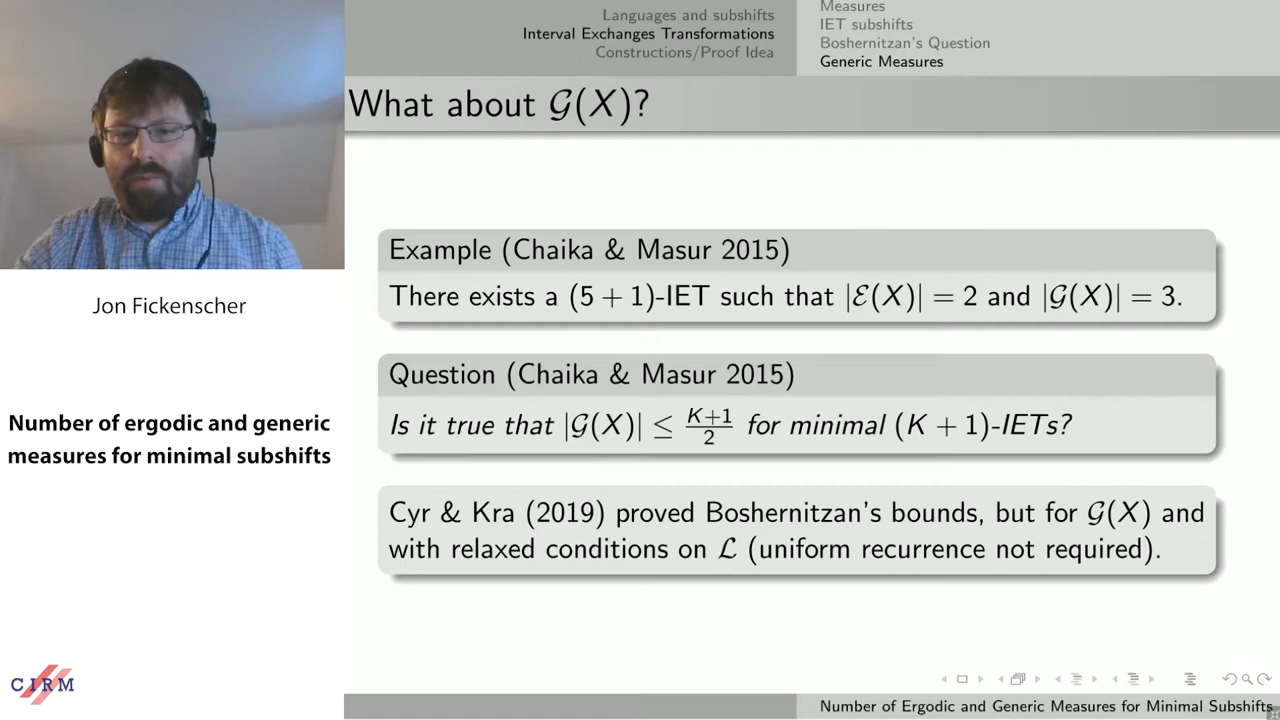 Languages and subshifts
Interval Exchanges Transformations
Constructions/Proof Idea
Measures
IET subshifts
Boshernitzan's Question
Generic Measures
What about 𝒢(X)?
Example (Chaika & Masur 2015)
There exists a (5 + 1)-IET such that |ℰ(X)| = 2 and |𝒢(X)| = 3.
Question (Chaika & Masur 2015)
Is it true that |𝒢(X)| ≤ (K+1)/2 for minimal (K + 1)-IETs?
Cyr & Kra (2019) proved Boshernitzan's bounds, but for 𝒢(X) and
with relaxed conditions on ℒ (uniform recurrence not required).
Jon Fickenscher
Number of ergodic and generic
measures for minimal subshifts
CIRM
Number of Ergodic and Generic Measures for Minimal Subshifts